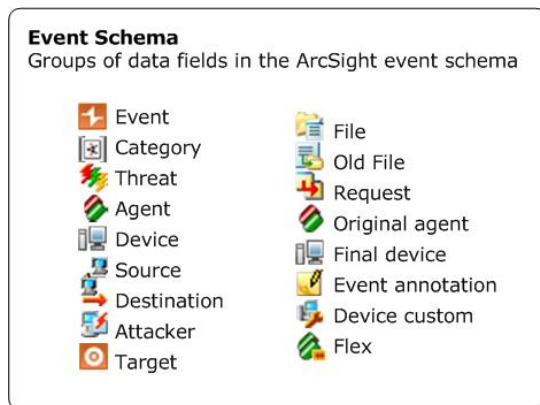 Event Schema
Groups of data fields in the ArcSight event schema
Event
Category
Threat
Agent
Device
Source
Destination
Attacker
Target
File
Old File
Request
Original agent
Final device
Event annotation
Device custom
Flex